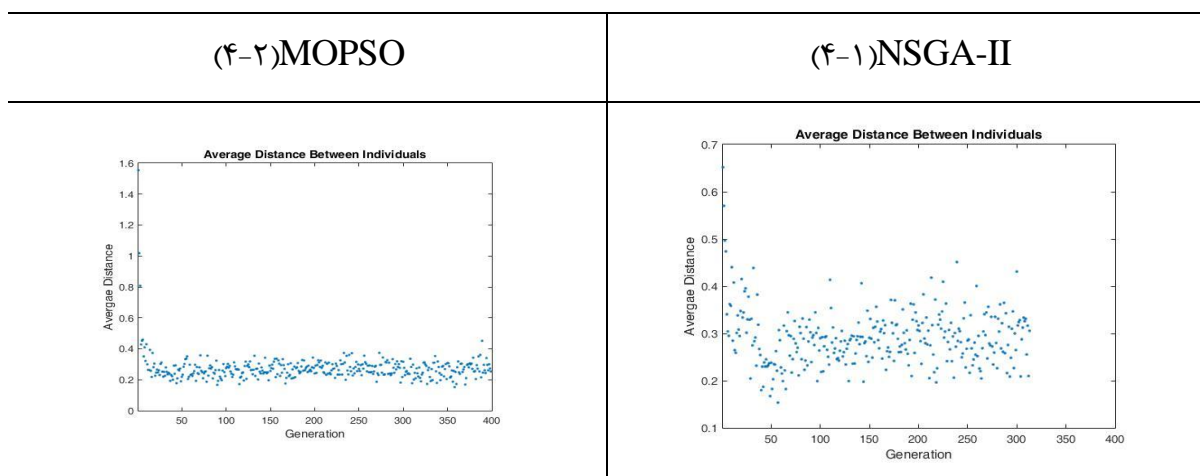 (۴-۲)MOPSO
(۴-۱)NSGA-II
Average Distance Between Individuals
1.6
1.4
1.2
1
0.8
0.6
0.4
0.2
0
Avergae Distance
50 100 150 200 250 300 350 400
Generation
Average Distance Between Individuals
0.7
0.6
0.5
0.4
0.3
0.2
0.1
Avergae Distance
50 100 150 200 250 300 350 400
Generation